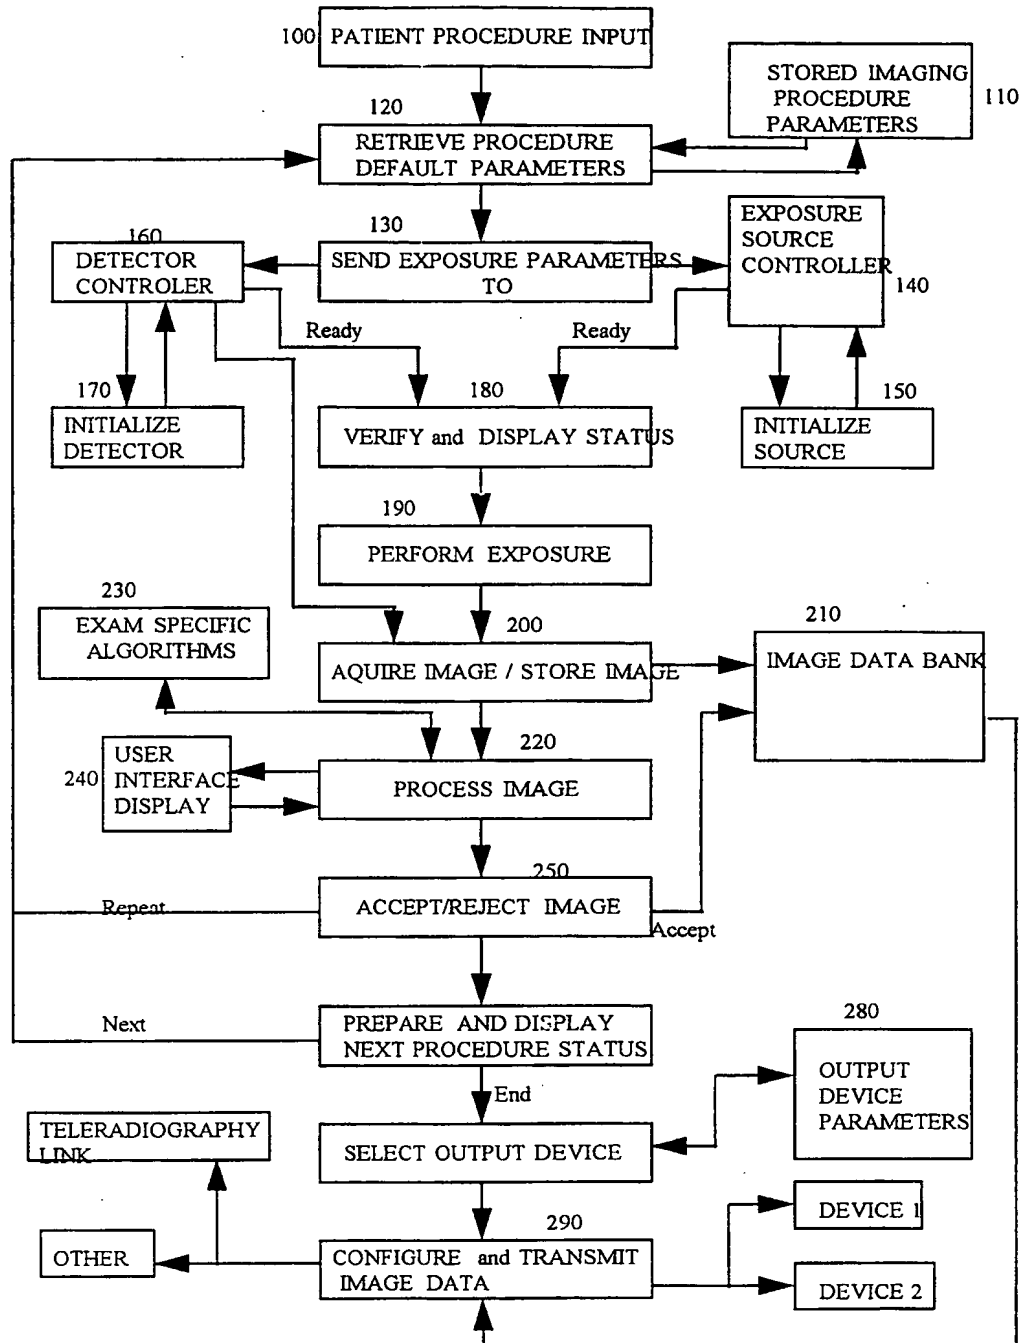 100 PATIENT PROCEDURE INPUT
STORED IMAGING
PROCEDURE
PARAMETERS
110
120
RETRIEVE PROCEDURE
DEFAULT PARAMETERS
130
SEND EXPOSURE PARAMETERS
TO
EXPOSURE
SOURCE
CONTROLLER
140
160
DETECTOR
CONTROLER
Ready
Ready
170
INITIALIZE
DETECTOR
180
VERIFY and DISPLAY STATUS
150
INITIALIZE
SOURCE
190
PERFORM EXPOSURE
230
EXAM SPECIFIC
ALGORITHMS
200
AQUIRE IMAGE / STORE IMAGE
210
IMAGE DATA BANK
240
USER
INTERFACE
DISPLAY
220
PROCESS IMAGE
250
ACCEPT/REJECT IMAGE
Repeat
Accept
Next
PREPARE AND DISPLAY
NEXT PROCEDURE STATUS
280
OUTPUT
DEVICE
PARAMETERS
End
TELERADIOGRAPHY
LINK
SELECT OUTPUT DEVICE
290
CONFIGURE and TRANSMIT
IMAGE DATA
OTHER
DEVICE 1
DEVICE 2